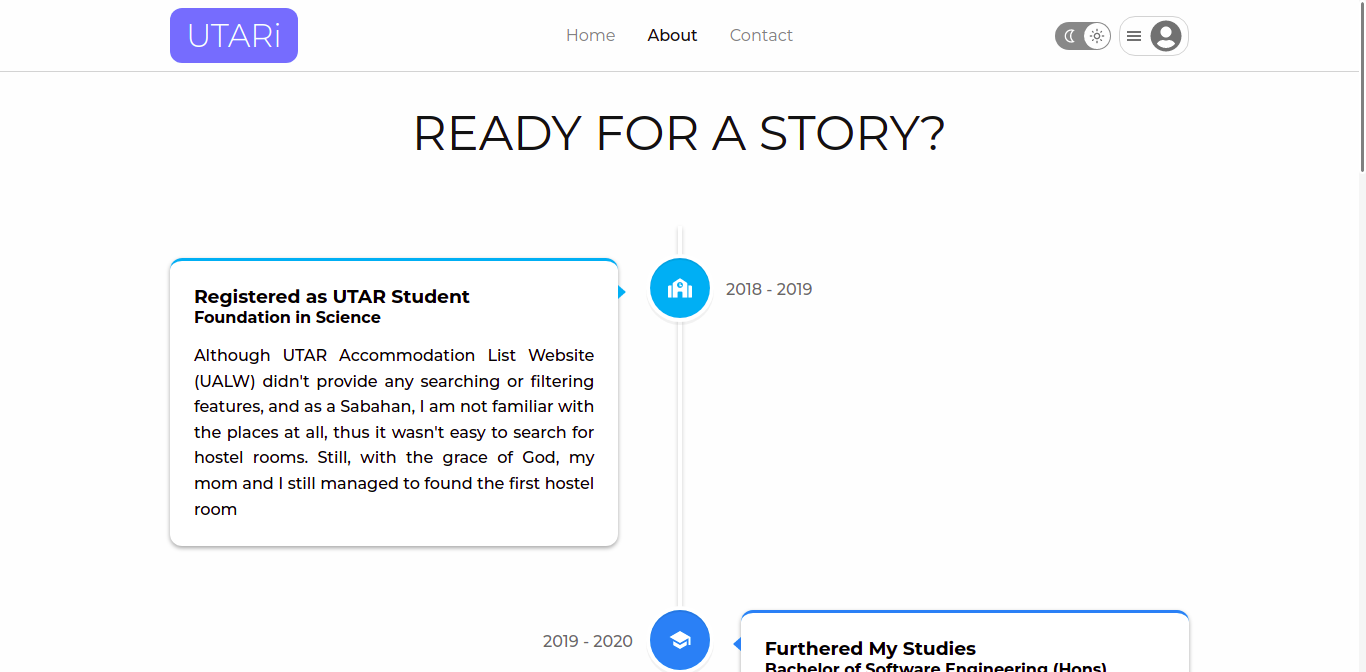 UTARi
Home About Contact
READY FOR A STORY?
Registered as UTAR Student
Foundation in Science
Although UTAR Accommodation List Website
(UALW) didn't provide any searching or filtering
features, and as a Sabahan, I am not familiar with
the places at all, thus it wasn't easy to search for
hostel rooms. Still, with the grace of God, my
mom and I still managed to found the first hostel
room
2018 - 2019
2019 - 2020
Furthered My Studies
Bachelor of Software Engineering (Hons)